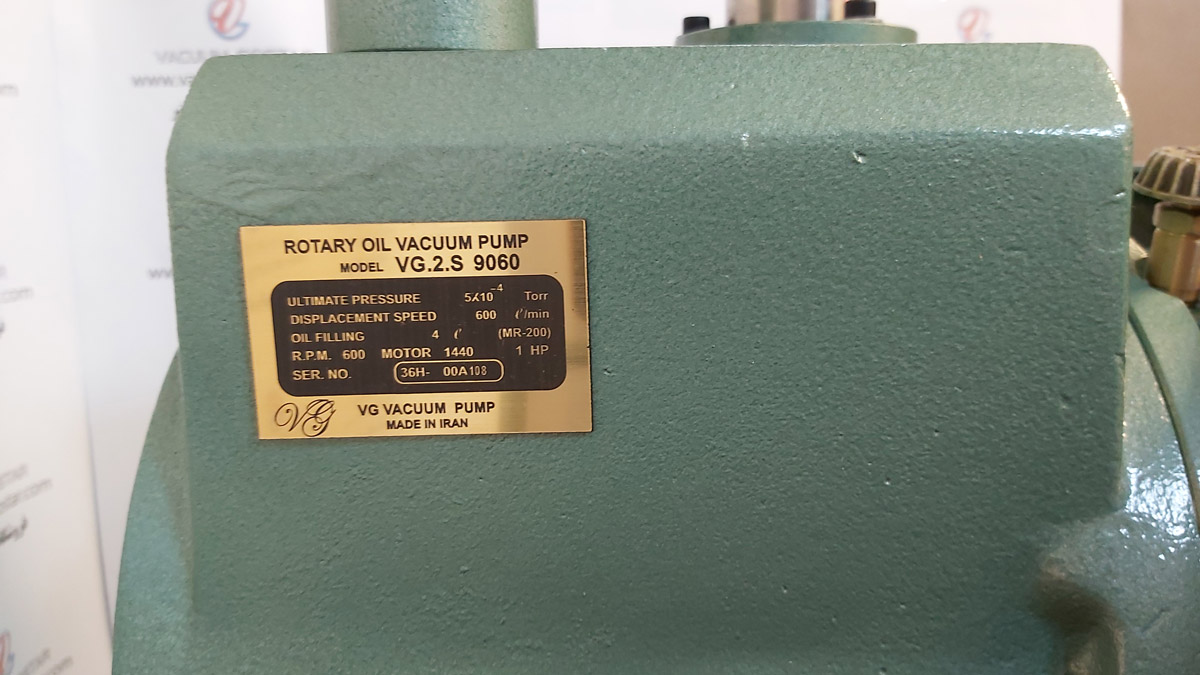 ROTARY OIL VACUUM PUMP
MODEL VG.2.S 9060
ULTIMATE PRESSURE 5X10⁻⁴ Torr
DISPLACEMENT SPEED 600 ℓ/min
OIL FILLING 4 ℓ (MR-200)
R.P.M. 600 MOTOR 1440 1 HP
SER. NO. 36H- 00A108
VG VG VACUUM PUMP
MADE IN IRAN